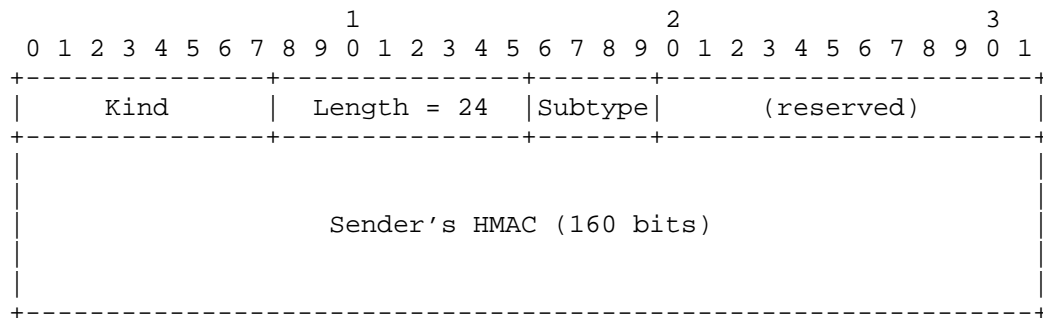 1                   2                   3
 0 1 2 3 4 5 6 7 8 9 0 1 2 3 4 5 6 7 8 9 0 1 2 3 4 5 6 7 8 9 0 1
+---------------+---------------+-------+-----------------------+
|     Kind      |  Length = 24  |Subtype|      (reserved)       |
+---------------+---------------+-------+-----------------------+
|                                                               |
|                                                               |
|                   Sender's HMAC (160 bits)                    |
|                                                               |
|                                                               |
+---------------------------------------------------------------+